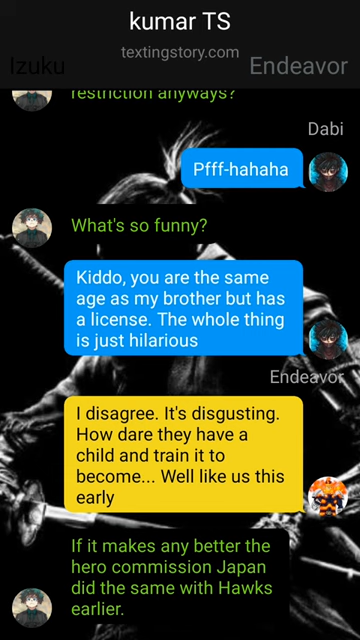 kumar TS
textingstory.com
Izuku
Endeavor
restriction anyways?
Dabi
Pfff-hahaha
What's so funny?
Kiddo, you are the same
age as my brother but has
a license. The whole thing
is just hilarious
Endeavor
I disagree. It's disgusting.
How dare they have a
child and train it to
become... Well like us this
early
If it makes any better the
hero commission Japan
did the same with Hawks
earlier.